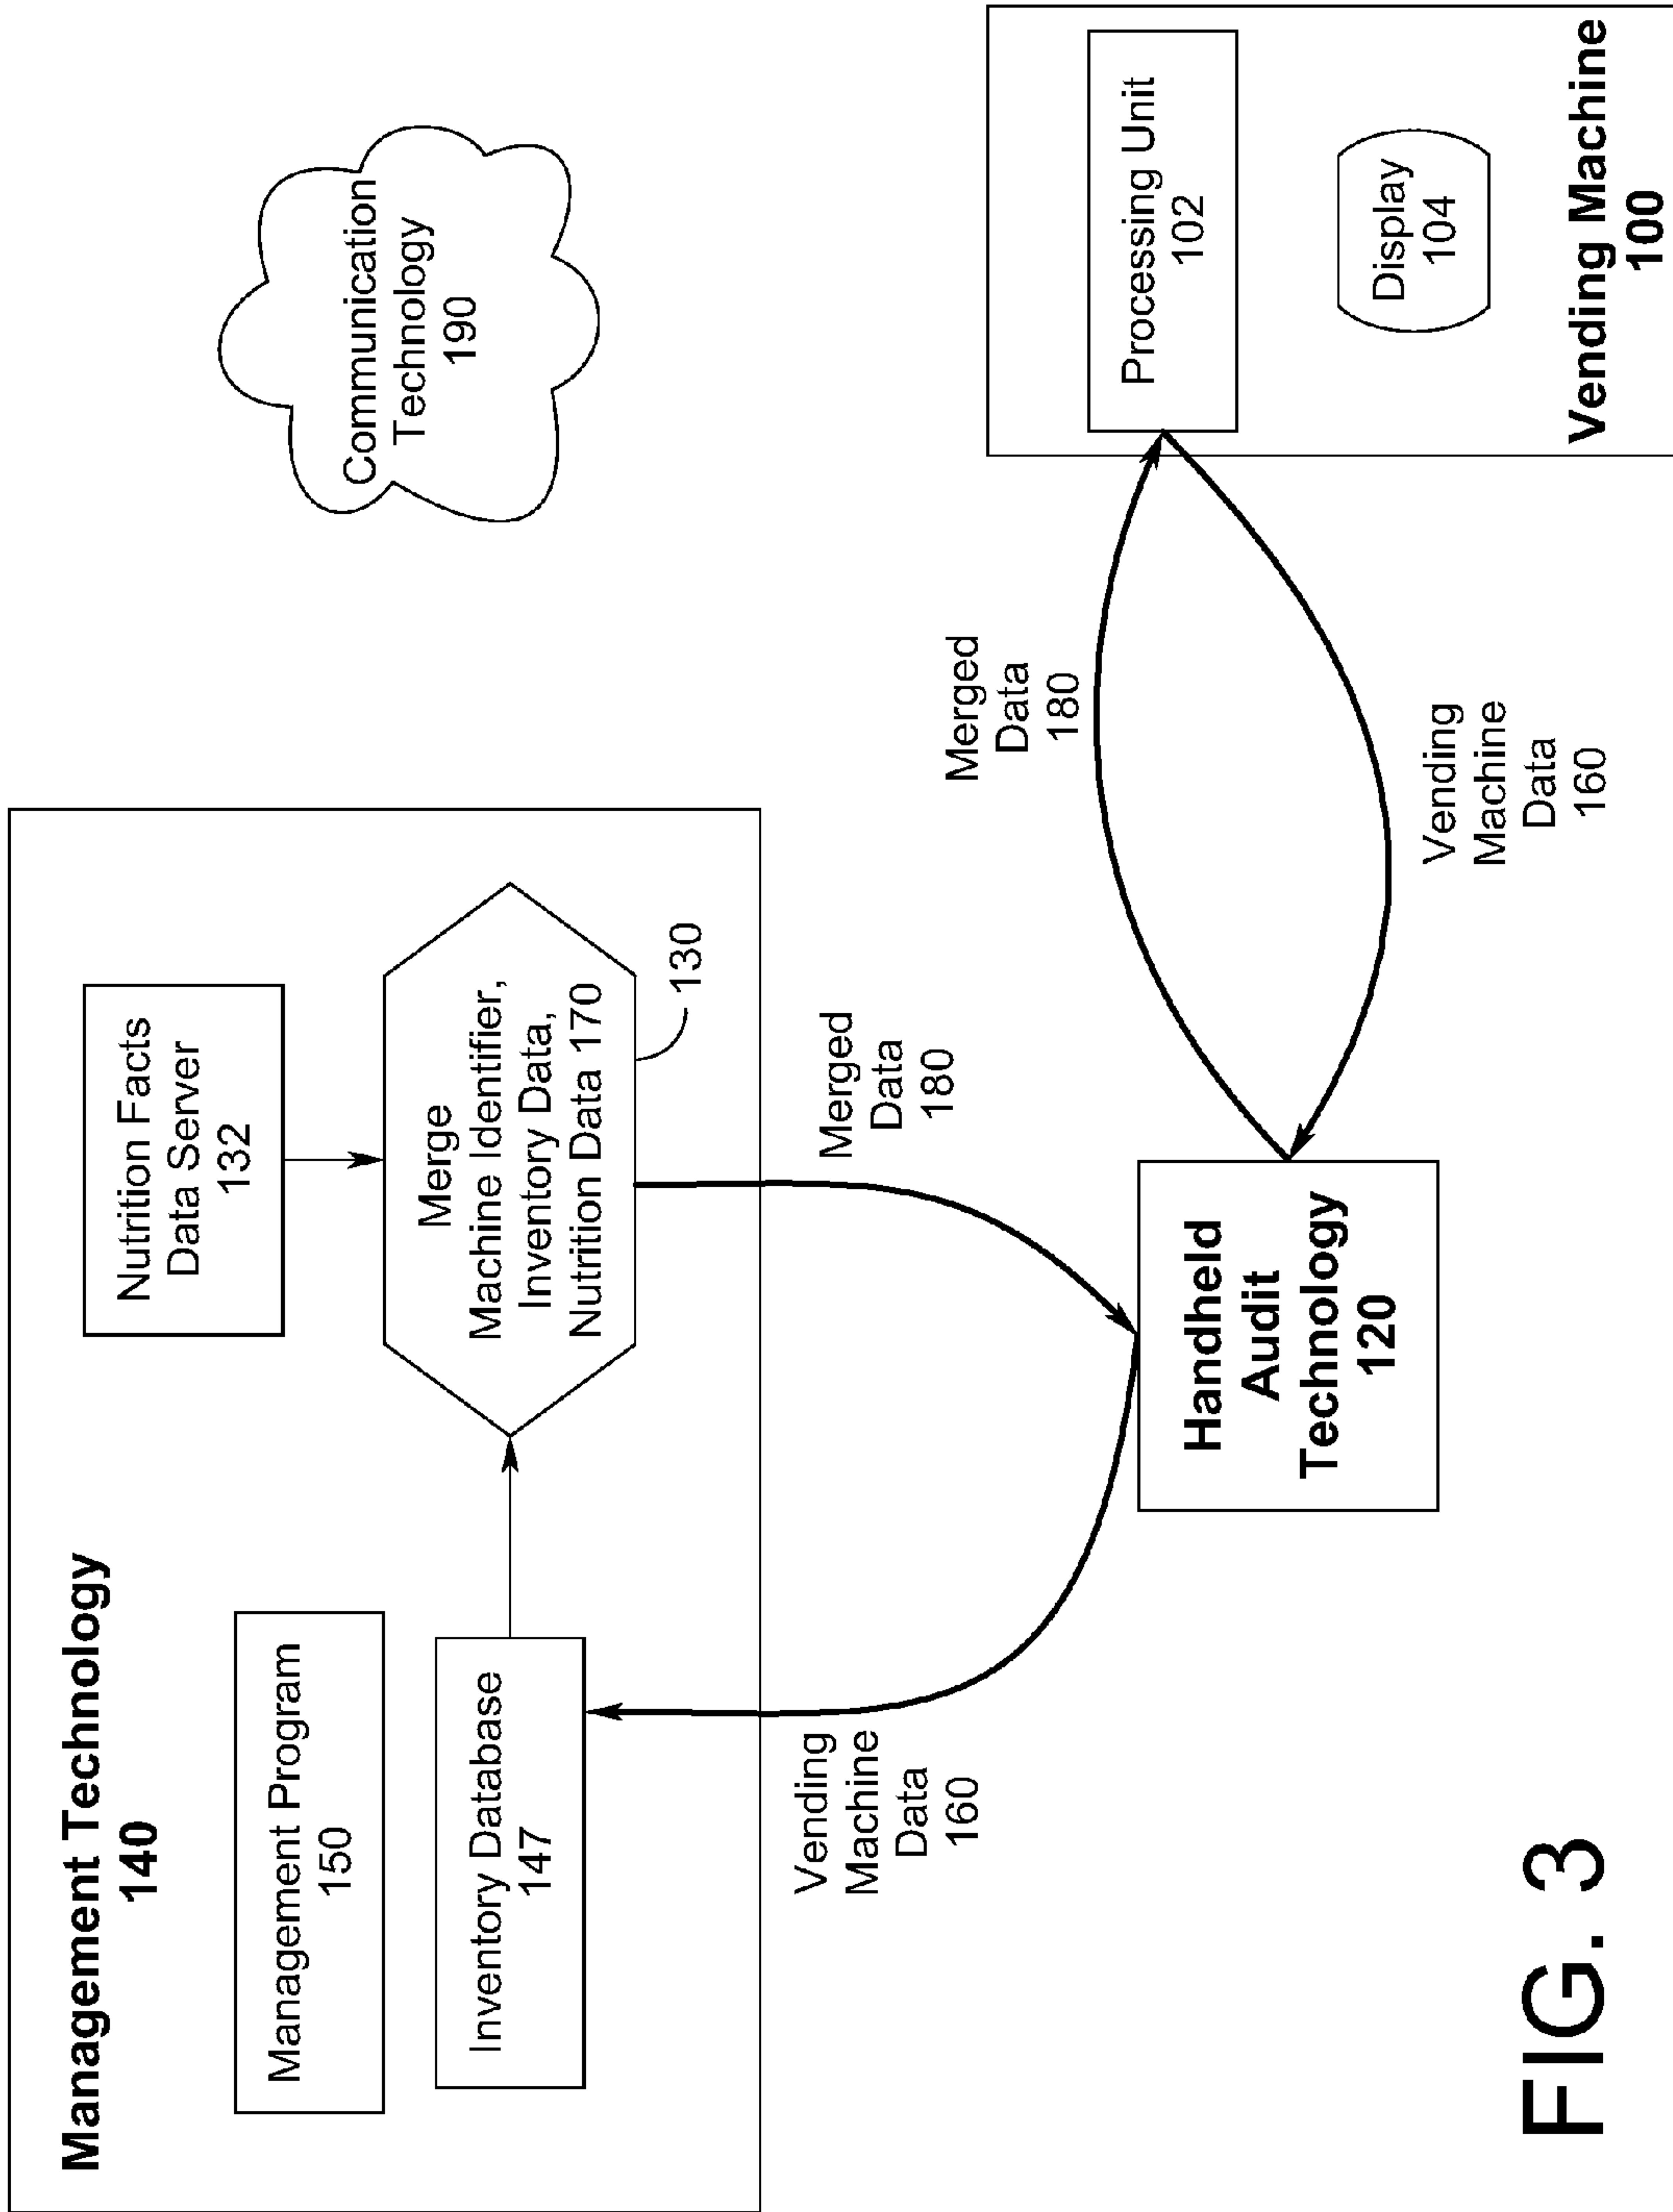 Management Technology
140
Management Program
150
Inventory Database
147
Nutrition Facts
Data Server
132
Merge
Machine Identifier,
Inventory Data,
Nutrition Data 170
130
Communication
Technology
190
Vending
Machine
Data
160
Merged
Data
180
Handheld
Audit
Technology
120
Merged
Data
180
Vending
Machine
Data
160
Processing Unit
102
Display
104
Vending Machine
100
FIG. 3